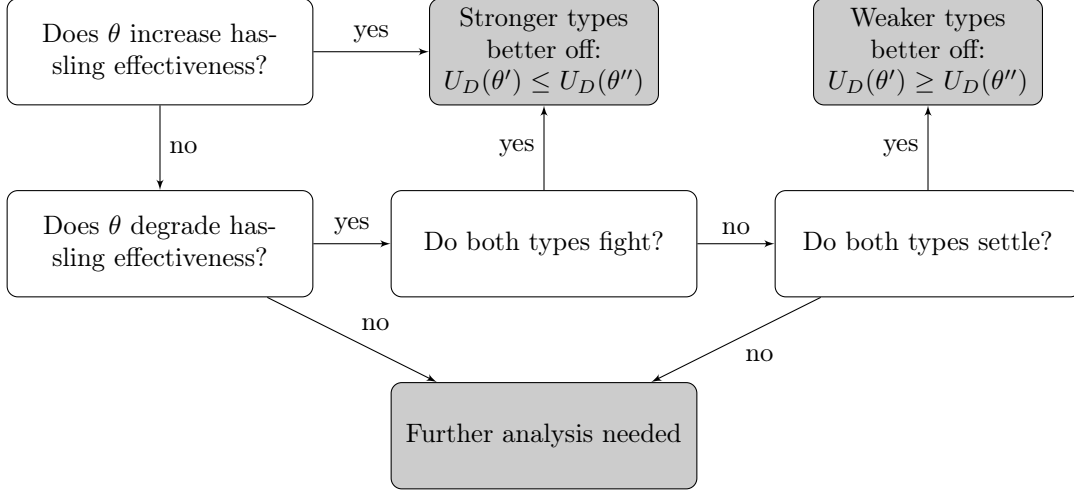 Does θ increase has-
sling effectiveness?
yes
Stronger types
better off:
U_D(θ′) ≤ U_D(θ″)
Weaker types
better off:
U_D(θ′) ≥ U_D(θ″)
no
yes
yes
Does θ degrade has-
sling effectiveness?
yes
Do both types fight?
no
Do both types settle?
no
no
Further analysis needed